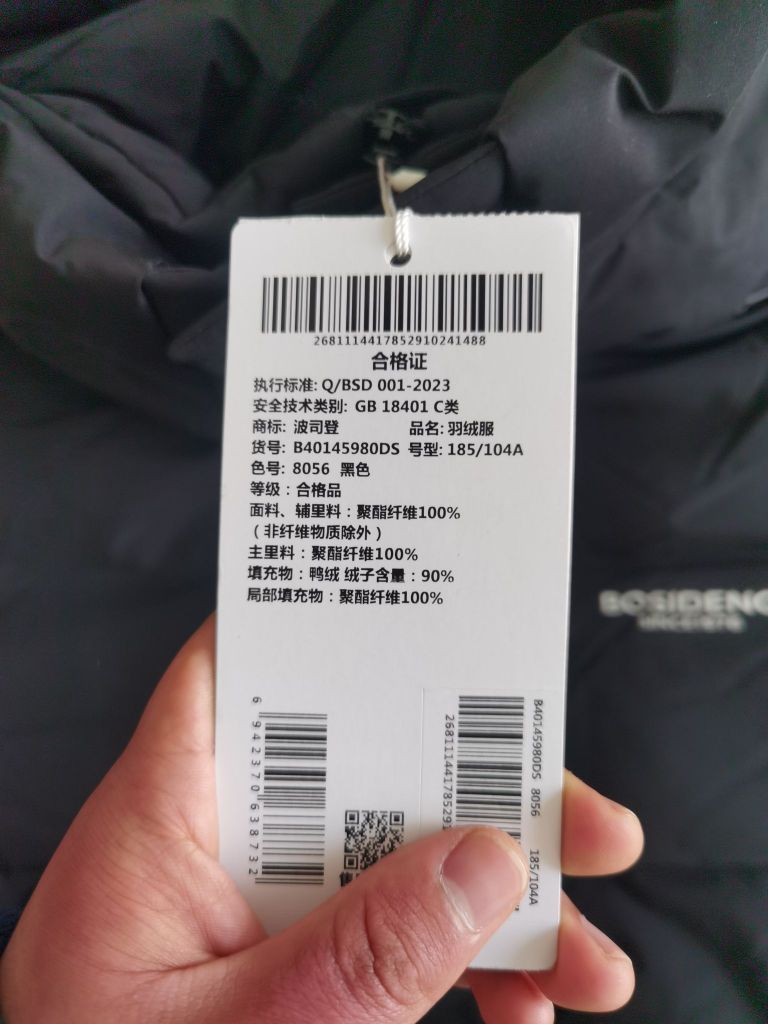 2681114417852910241488
合格证
执行标准: Q/BSD 001-2023
安全技术类别: GB 18401 C类
商标: 波司登 品名: 羽绒服
货号: B40145980DS 号型: 185/104A
色号: 8056 黑色
等级：合格品
面料、辅里料：聚酯纤维100%
（非纤维物质除外）
主里料：聚酯纤维100%
填充物：鸭绒 绒子含量：90%
局部填充物：聚酯纤维100%
BOSIDENG
6 942370 638732
B40145980DS 8056 185/104A
26811144178529